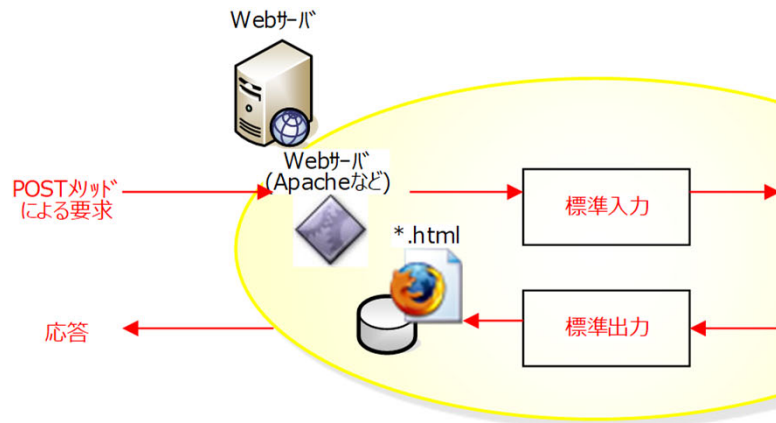 Webサーバ
Webサーバ
(Apacheなど)
POSTメソッド
による要求
標準入力
*.html
応答
標準出力